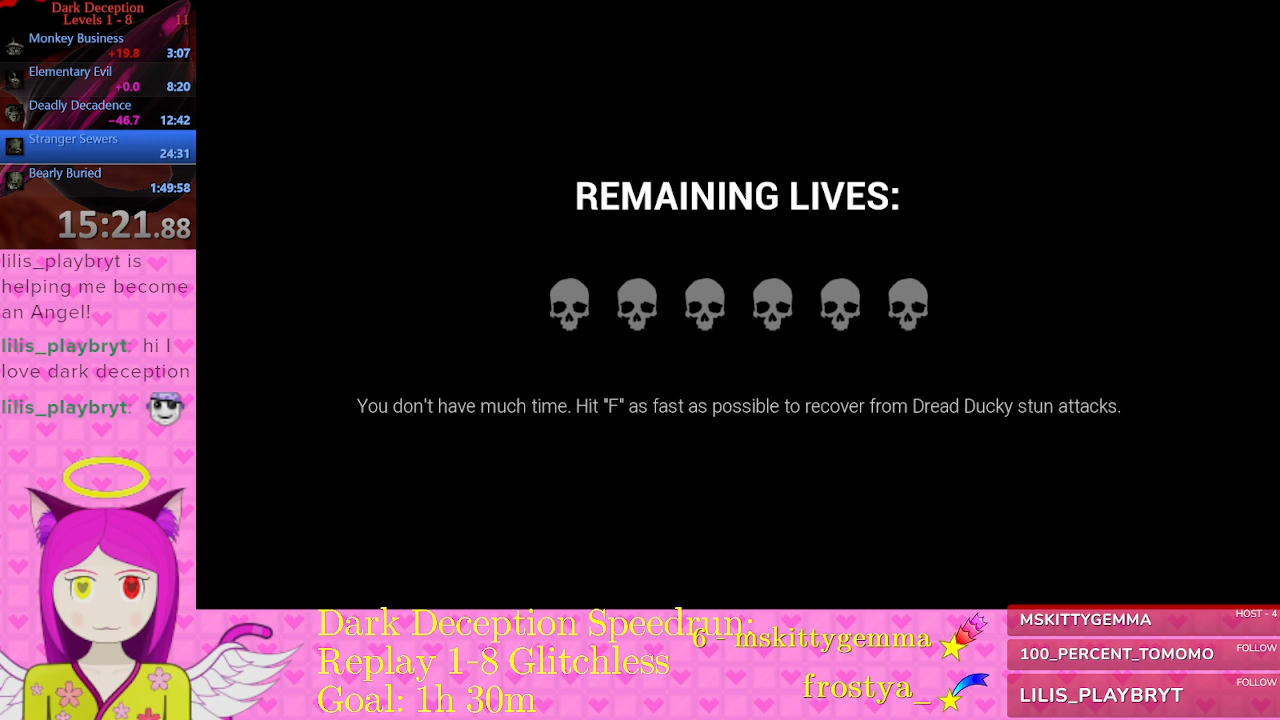 Dark Deception
Levels 1 - 8 11
Monkey Business
+19.8 3:07
Elementary Evil
+0.0 8:20
Deadly Decadence
−46.7 12:42
Stranger Sewers
24:31
Bearly Buried
1:49:58
15:21.88
lilis_playbryt is
helping me become
an Angel!
lilis_playbryt: hi I
love dark deception
lilis_playbryt:
REMAINING LIVES:
You don't have much time. Hit "F" as fast as possible to recover from Dread Ducky stun attacks.
Dark Deception Speedrun:
Replay 1-8 Glitchless
Goal: 1h 30m
6 - mskittygemma
frostya_
MSKITTYGEMMA HOST - 4
100_PERCENT_TOMOMO FOLLOW
LILIS_PLAYBRYT FOLLOW